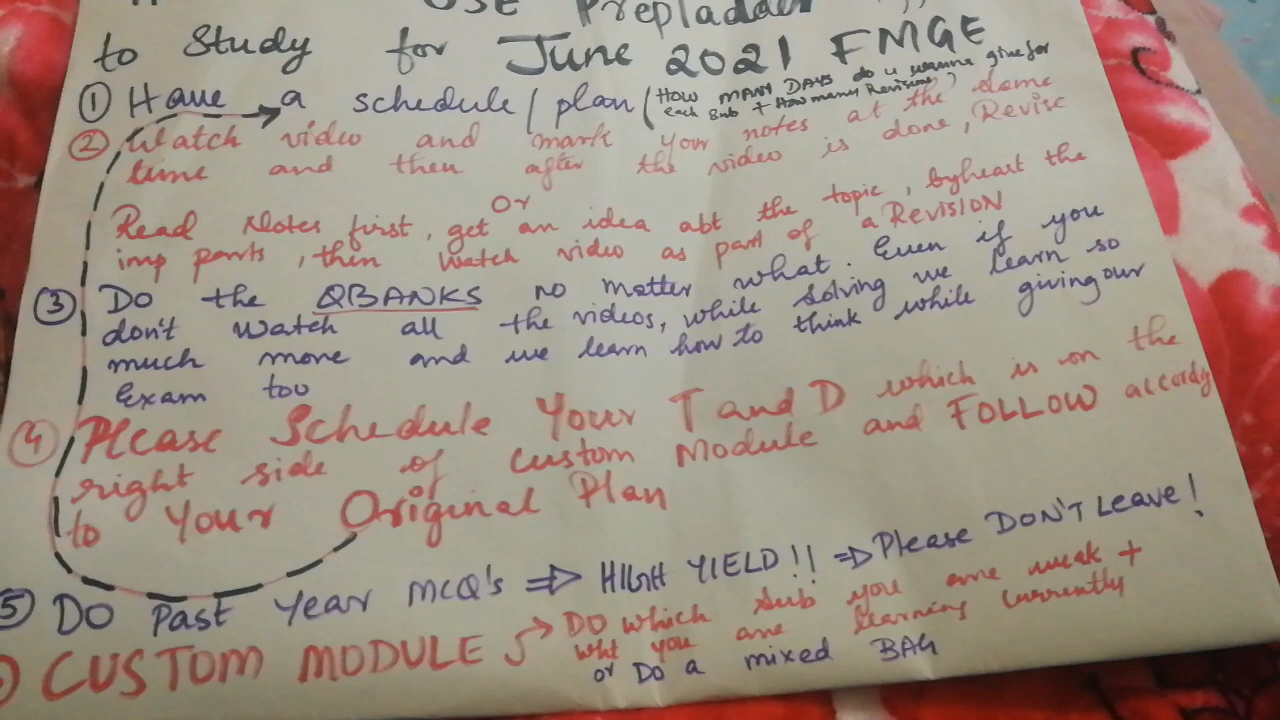 USE Prepladder
to Study for June 2021 FMGE
① Have a schedule / plan (HOW MANY DAYS do u wanna give for
each sub + How many Revisions)
② Watch video and mark your notes at the same
time and then after the video is done, Revise
Or
Read Notes first, get an idea abt the topic, byheart the
imp parts, then watch video as part of a REVISION
③ Do the QBANKS no matter what. Even if you
don't watch all the videos, while solving we learn so
much more and we learn how to think while giving our
Exam too
④ PLease Schedule Your T and D which is on the
right side of custom Module and FOLLOW accordg
to Your Original Plan
5 DO Past Year MCQ's ⇒ HIGH YIELD!! ⇒ Please DON'T Leave!
CUSTOM MODULE → DO which sub you are weak +
wht you are learning currently
or Do a mixed BAG